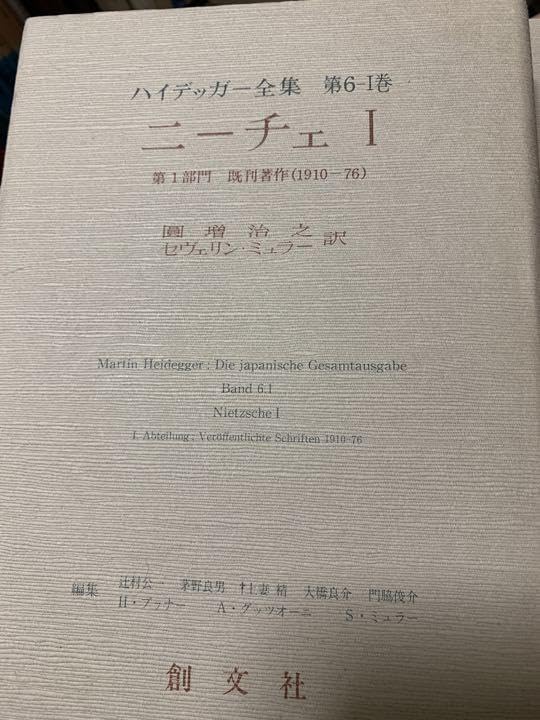 ハイデッガー全集 第6-I巻
ニーチェ I
第1部門 既刊著作(1910-76)
圓増治之
セヴェリン・ミュラー 訳
Martin Heidegger : Die japanische Gesamtausgabe
Band 6.1
Nietzsche I
I. Abteilung : Veröffentlichte Schriften 1910-76
編集 辻村公一 茅野良男 上妻精 大橋良介 門脇俊介
H・ブァナー A・グッツオーニ S・ミュラー
創文社